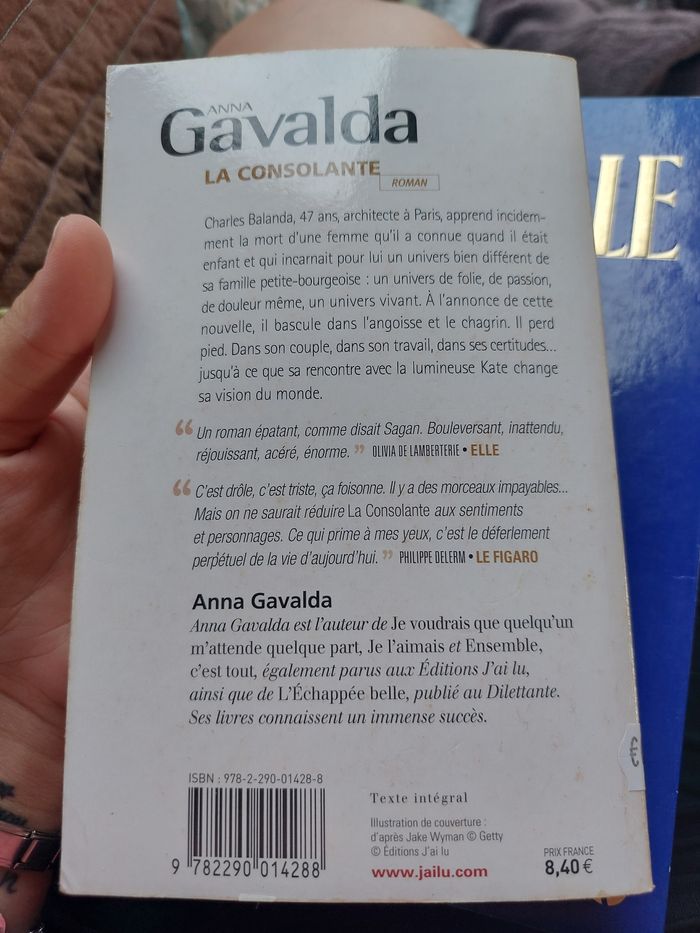 ANNA
Gavalda
LA CONSOLANTE
ROMAN
Charles Balanda, 47 ans, architecte à Paris, apprend incidem-
ment la mort d'une femme qu'il a connue quand il était
enfant et qui incarnait pour lui un univers bien différent de
sa famille petite-bourgeoise : un univers de folie, de passion,
de douleur même, un univers vivant. À l'annonce de cette
nouvelle, il bascule dans l'angoisse et le chagrin. Il perd
pied. Dans son couple, dans son travail, dans ses certitudes...
jusqu'à ce que sa rencontre avec la lumineuse Kate change
sa vision du monde.
“ Un roman épatant, comme disait Sagan. Bouleversant, inattendu,
réjouissant, acéré, énorme. ” OLIVIA DE LAMBERTERIE • ELLE
“ C'est drôle, c'est triste, ça foisonne. Il y a des morceaux impayables...
Mais on ne saurait réduire La Consolante aux sentiments
et personnages. Ce qui prime à mes yeux, c'est le déferlement
perpétuel de la vie d'aujourd'hui. ” PHILIPPE DELERM • LE FIGARO
Anna Gavalda
Anna Gavalda est l'auteur de Je voudrais que quelqu'un
m'attende quelque part, Je l'aimais et Ensemble,
c'est tout, également parus aux Éditions J'ai lu,
ainsi que de L'Échappée belle, publié au Dilettante.
Ses livres connaissent un immense succès.
ISBN : 978-2-290-01428-8
9 782290 014288
Texte intégral
Illustration de couverture :
d'après Jake Wyman © Getty
© Éditions J'ai lu
www.jailu.com
PRIX FRANCE
8,40 €
LE